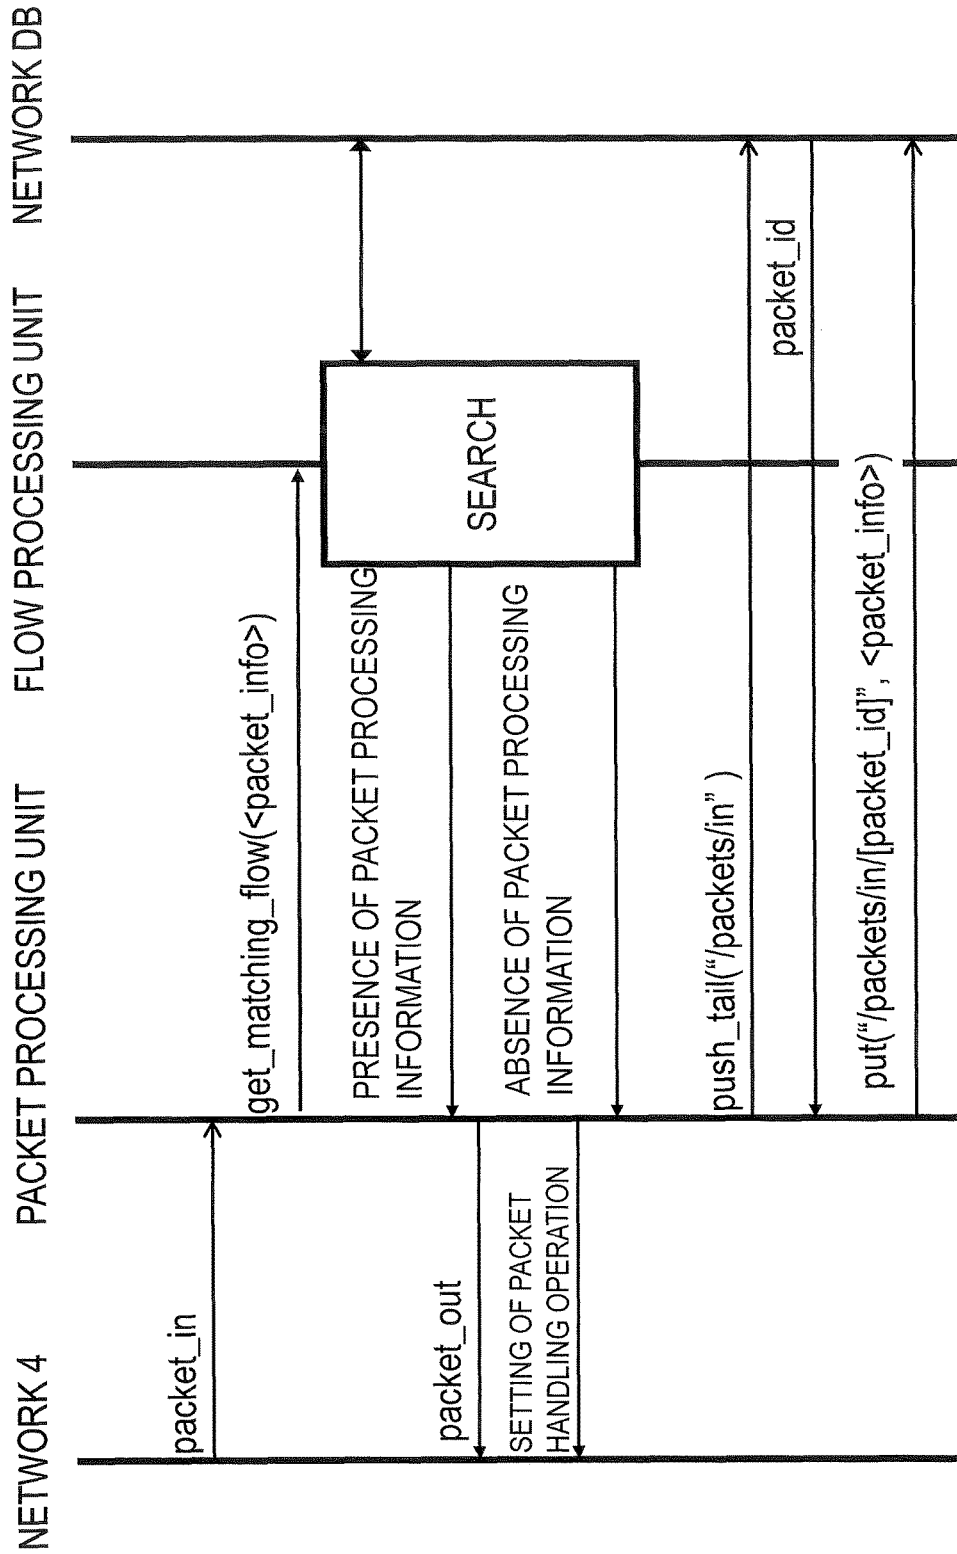 NETWORK 4
PACKET PROCESSING UNIT
FLOW PROCESSING UNIT
NETWORK DB
packet_in
get_matching_flow(<packet_info>)
SEARCH
PRESENCE OF PACKET PROCESSING
INFORMATION
packet_out
SETTING OF PACKET
HANDLING OPERATION
ABSENCE OF PACKET PROCESSING
INFORMATION
push_tail(“/packets/in” )
packet_id
put(“/packets/in/[packet_id]”, <packet_info>)